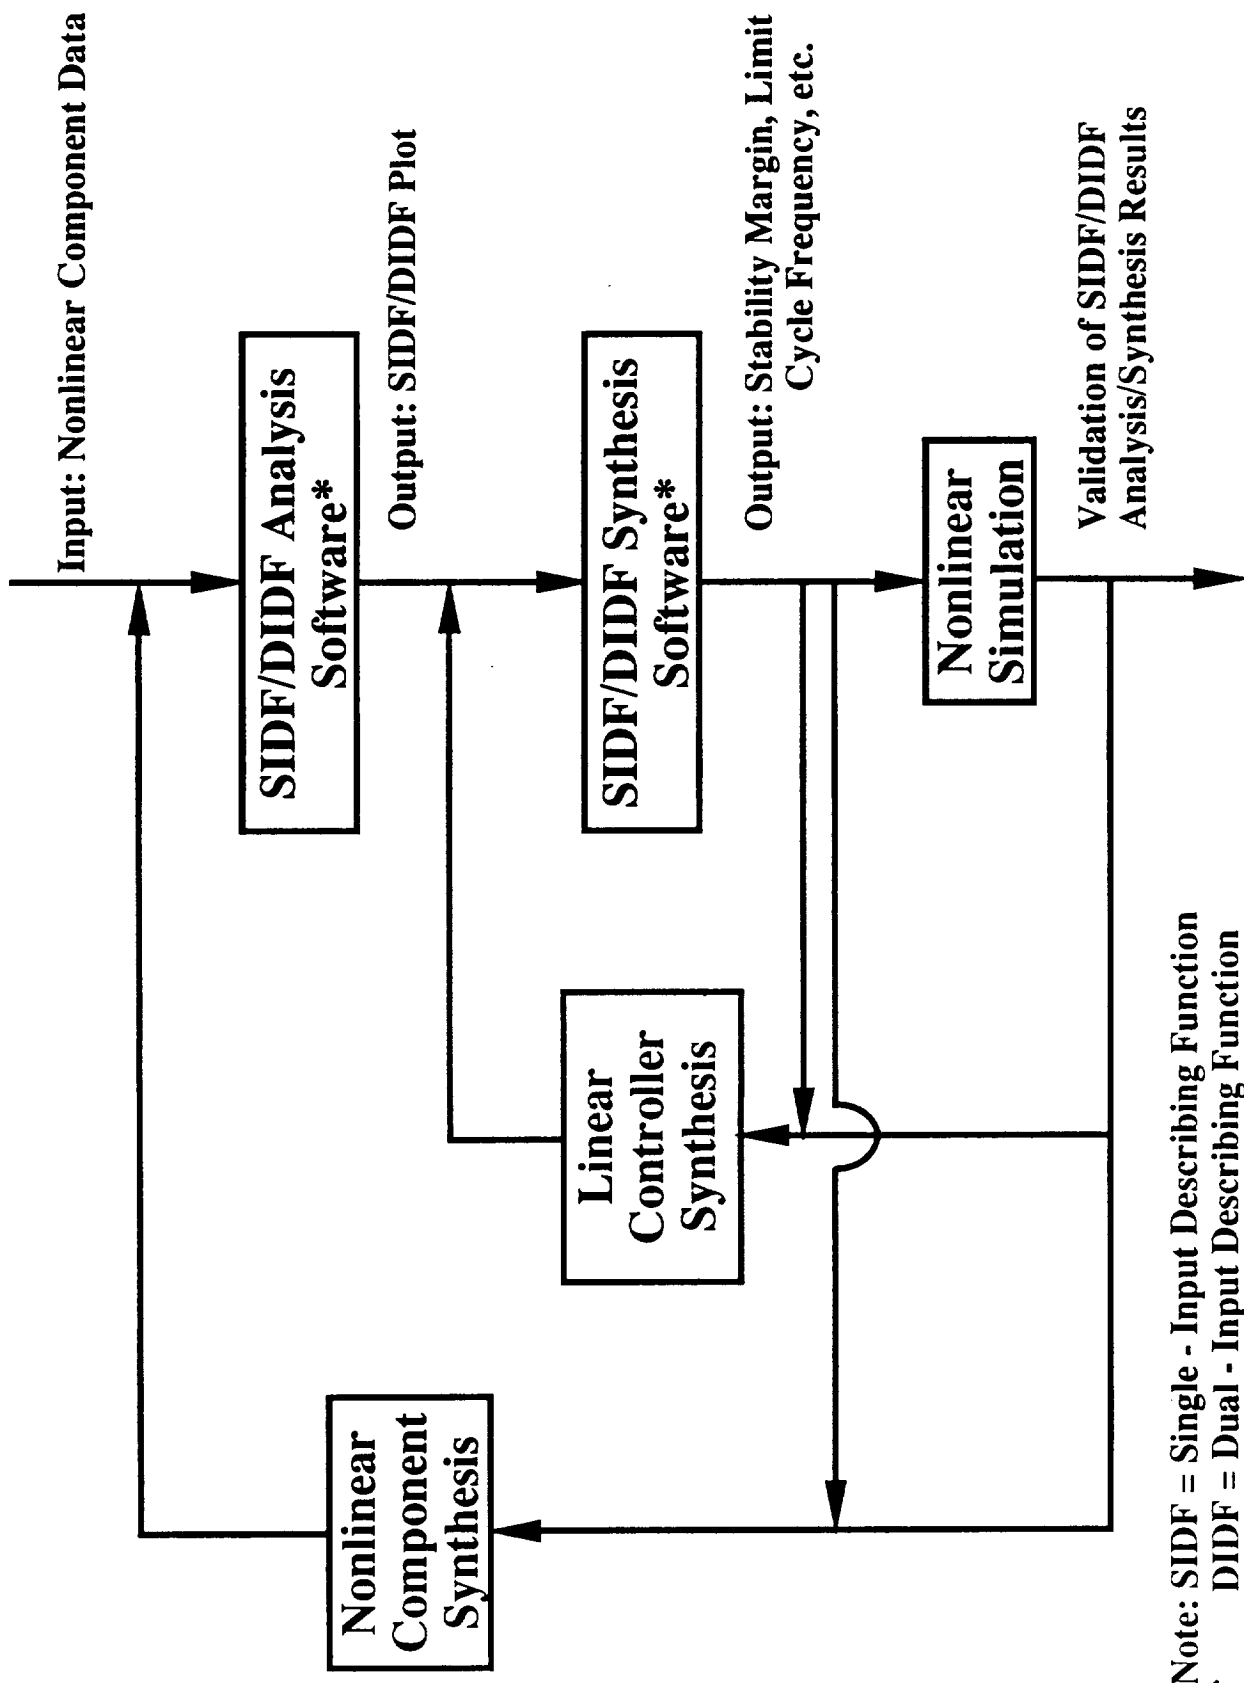 Input: Nonlinear Component Data
SIDF/DIDF Analysis
Software*
Output: SIDF/DIDF Plot
SIDF/DIDF Synthesis
Software*
Output: Stability Margin, Limit
Cycle Frequency, etc.
Nonlinear
Simulation
Validation of SIDF/DIDF
Analysis/Synthesis Results
Linear
Controller
Synthesis
Nonlinear
Component
Synthesis
Note: SIDF = Single - Input Describing Function
DIDF = Dual - Input Describing Function